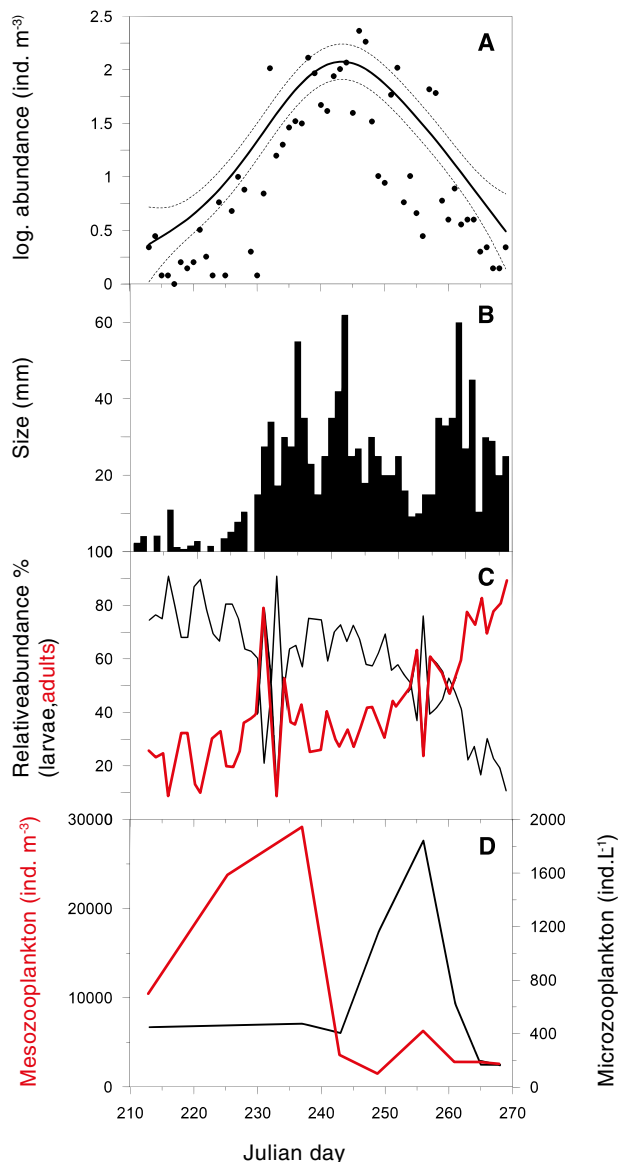 A
log. abundance (ind. m-3)
2.5
2
1.5
1
0.5
0
B
Size (mm)
60
40
20
0
C
Relativeabundance %
(larvae,adults)
100
80
60
40
20
0
D
Mesozooplankton (ind. m-3)
30000
20000
10000
0
Microzooplankton (ind.L-1)
2000
1600
1200
800
400
0
210 220 230 240 250 260 270
Julian day